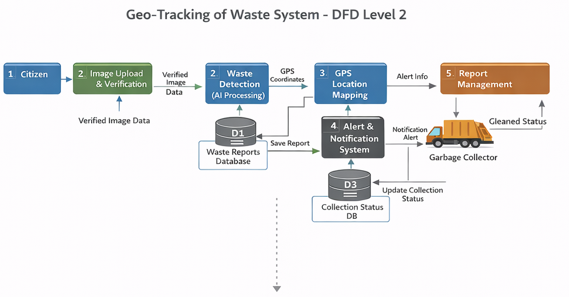 Geo-Tracking of Waste System - DFD Level 2
1 Citizen
2 Image Upload
& Verification
Verified
Image
Data
2 Waste
Detection
(AI Processing)
GPS
Coordinates
3 GPS
Location
Mapping
Alert Info
5 Report
Management
Verified Image Data
D1
Waste Reports
Database
Save Report
4 Alert &
Notification
System
Notification
Alert
Garbage Collector
Gleaned Status
D3
Collection Status
DB
Update Collection
Status